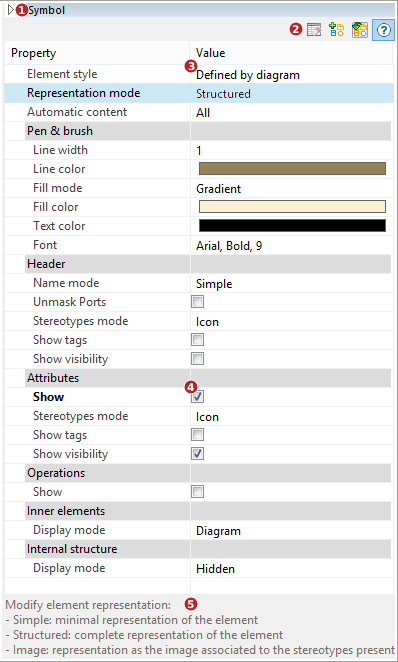 1 Symbol
2 ?
Property Value
3
Element style Defined by diagram
Representation mode Structured
Automatic content All
Pen & brush
Line width 1
Line color
Fill mode Gradient
Fill color
Text color
Font Arial, Bold, 9
Header
Name mode Simple
Unmask Ports
Stereotypes mode Icon
Show tags
Show visibility
Attributes
4
Show
Stereotypes mode Icon
Show tags
Show visibility
Operations
Show
Inner elements
Display mode Diagram
Internal structure
Display mode Hidden
Modify element representation: 5
- Simple: minimal representation of the element
- Structured: complete representation of the element
- Image: representation as the image associated to the stereotypes present